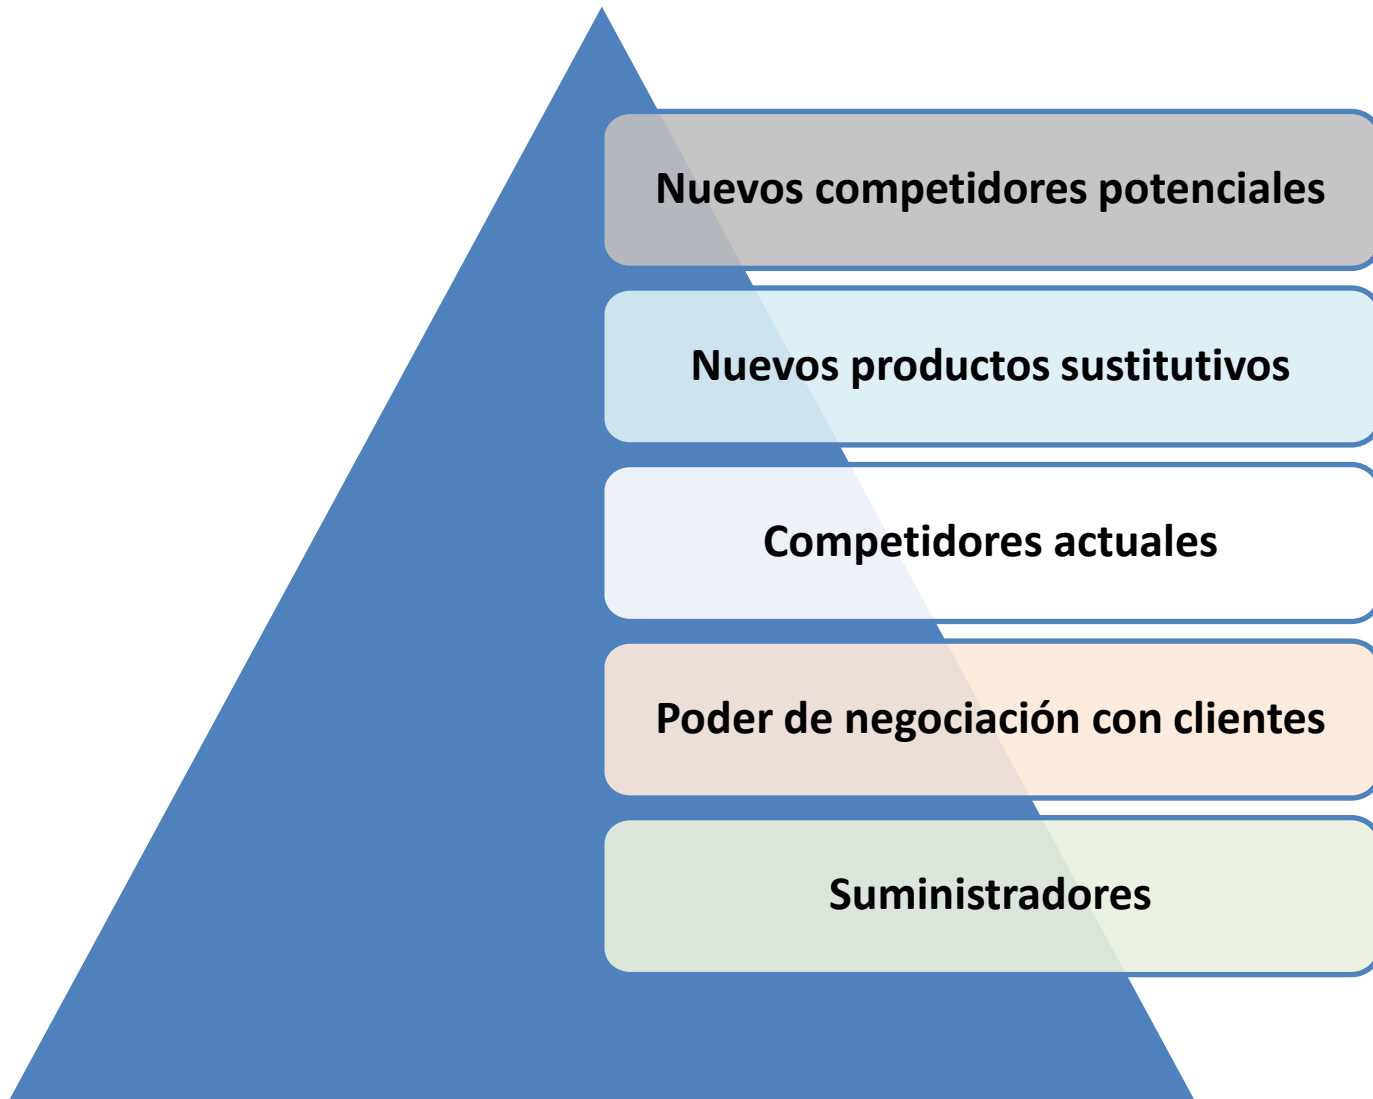 Nuevos competidores potenciales
Nuevos productos sustitutivos
Competidores actuales
Poder de negociación con clientes
Suministradores